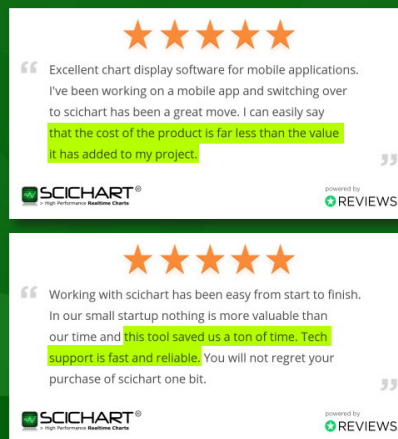 Excellent chart display software for mobile applications.
I've been working on a mobile app and switching over
to scichart has been a great move. I can easily say
that the cost of the product is far less than the value
it has added to my project.
SCICHART®
> High Performance Realtime Charts
powered by
REVIEWS
Working with scichart has been easy from start to finish.
In our small startup nothing is more valuable than
our time and this tool saved us a ton of time. Tech
support is fast and reliable. You will not regret your
purchase of scichart one bit.
SCICHART®
> High Performance Realtime Charts
powered by
REVIEWS